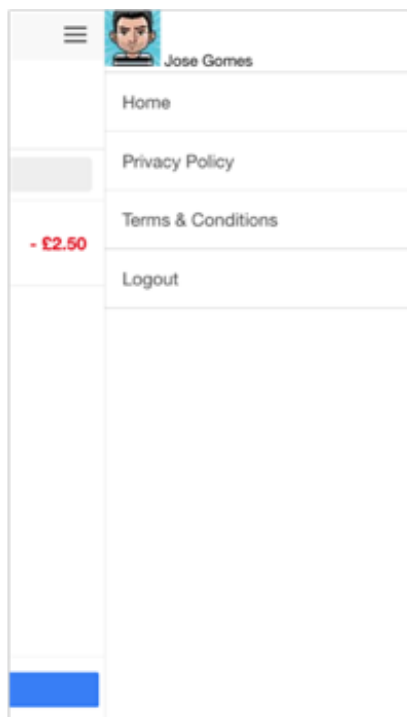 Jose Gomes
Home
Privacy Policy
Terms & Conditions
- £2.50
Logout